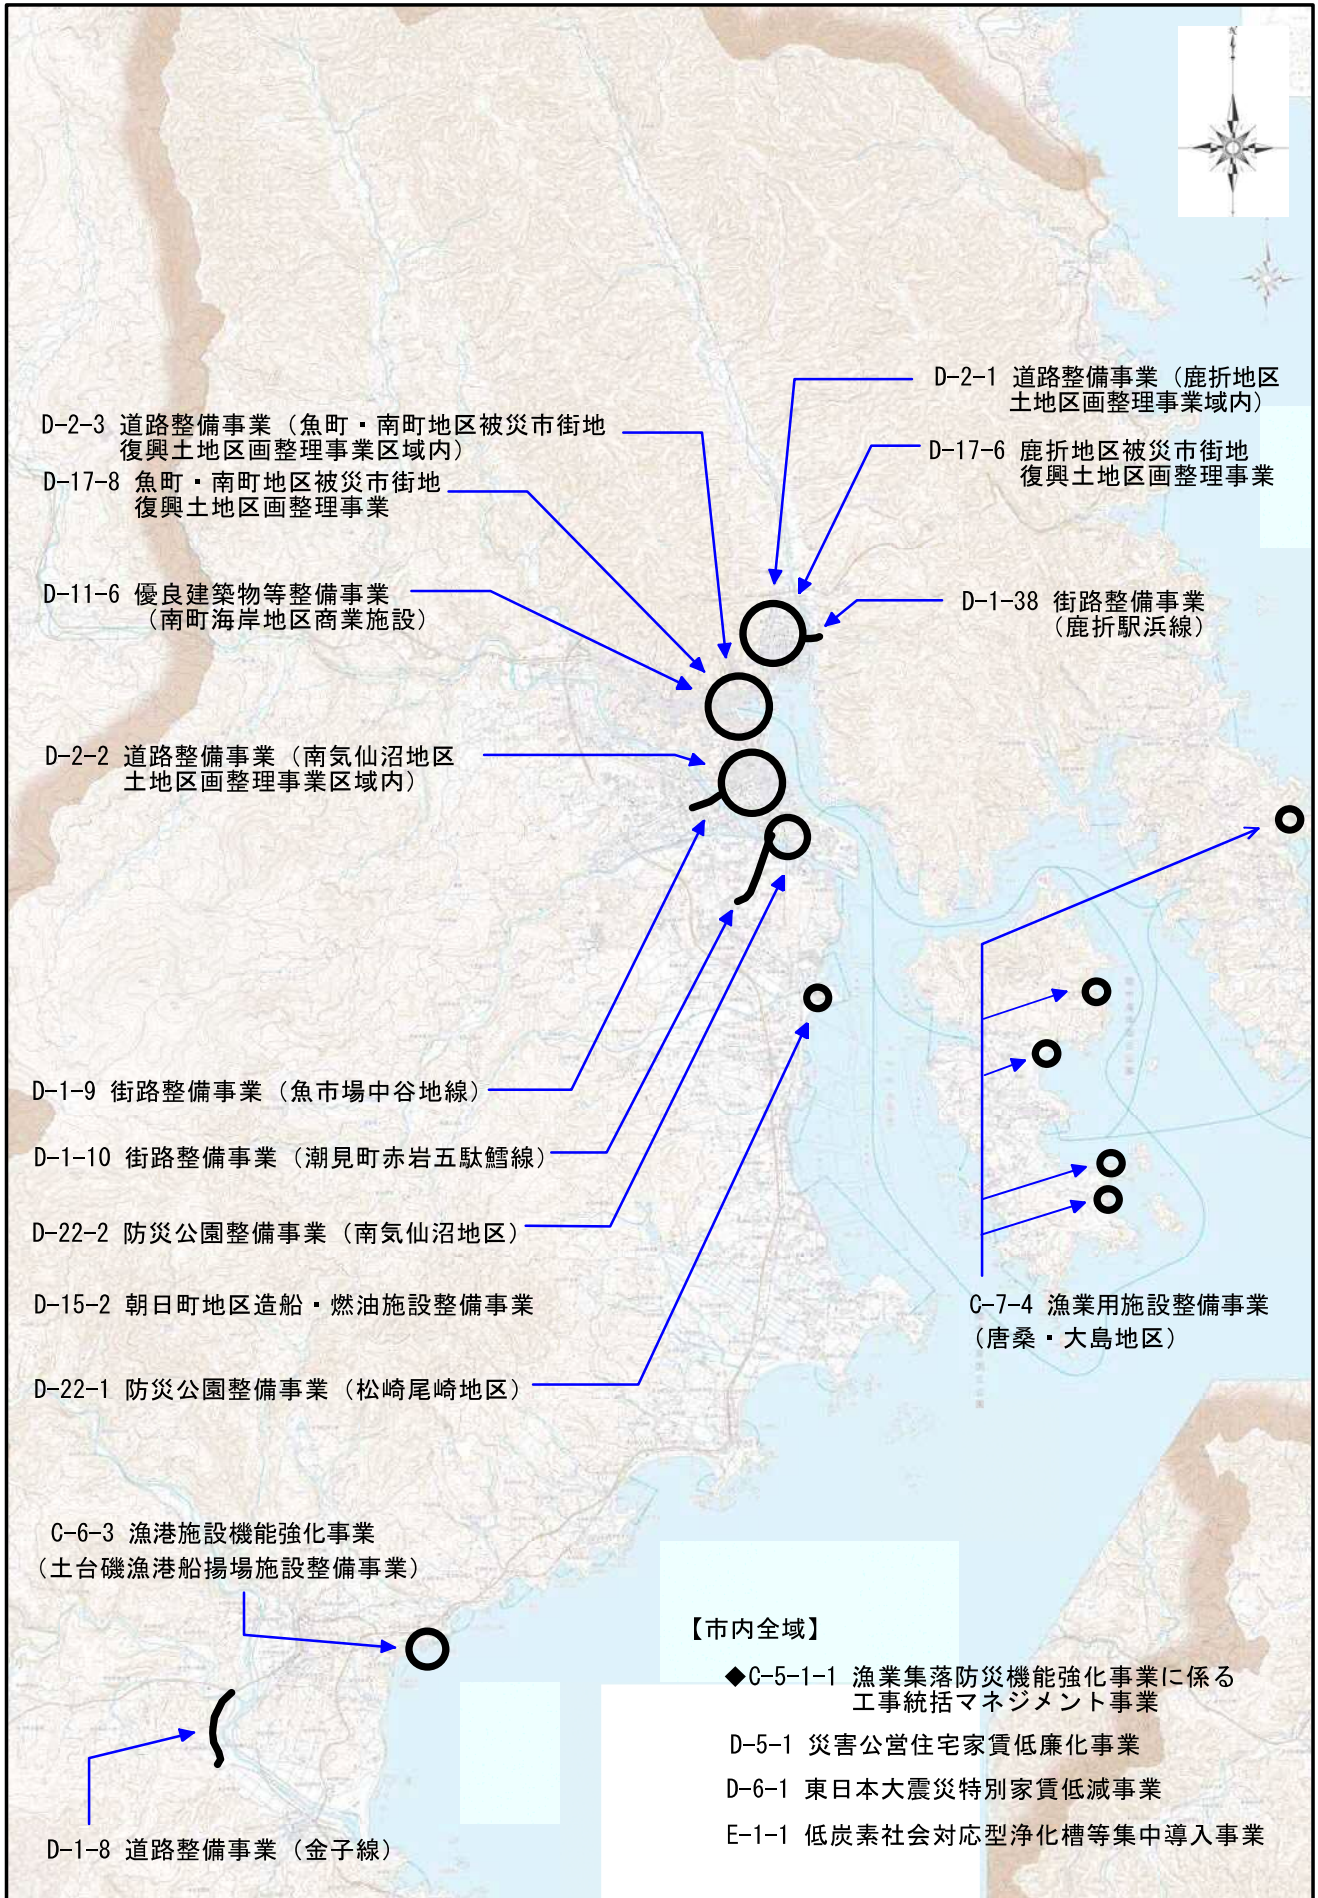 N
D-2-1 道路整備事業（鹿折地区
土地区画整理事業域内）
D-2-3 道路整備事業（魚町・南町地区被災市街地
復興土地区画整理事業区域内）
D-17-6 鹿折地区被災市街地
復興土地区画整理事業
D-17-8 魚町・南町地区被災市街地
復興土地区画整理事業
D-11-6 優良建築物等整備事業
（南町海岸地区商業施設）
D-1-38 街路整備事業
（鹿折駅浜線）
D-2-2 道路整備事業（南気仙沼地区
土地区画整理事業区域内）
D-1-9 街路整備事業（魚市場中谷地線）
D-1-10 街路整備事業（潮見町赤岩五駄鱈線）
D-22-2 防災公園整備事業（南気仙沼地区）
D-15-2 朝日町地区造船・燃油施設整備事業
C-7-4 漁業用施設整備事業
（唐桑・大島地区）
D-22-1 防災公園整備事業（松崎尾崎地区）
C-6-3 漁港施設機能強化事業
（土台磯漁港船揚場施設整備事業）
【市内全域】
◆C-5-1-1 漁業集落防災機能強化事業に係る
工事統括マネジメント事業
D-5-1 災害公営住宅家賃低廉化事業
D-6-1 東日本大震災特別家賃低減事業
E-1-1 低炭素社会対応型浄化槽等集中導入事業
D-1-8 道路整備事業（金子線）